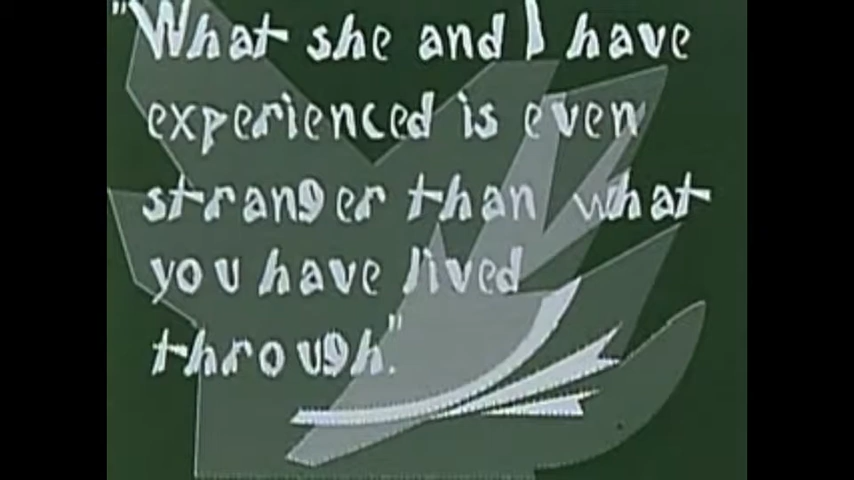 "What she and I have
experienced is even
stranger than what
you have lived
through."